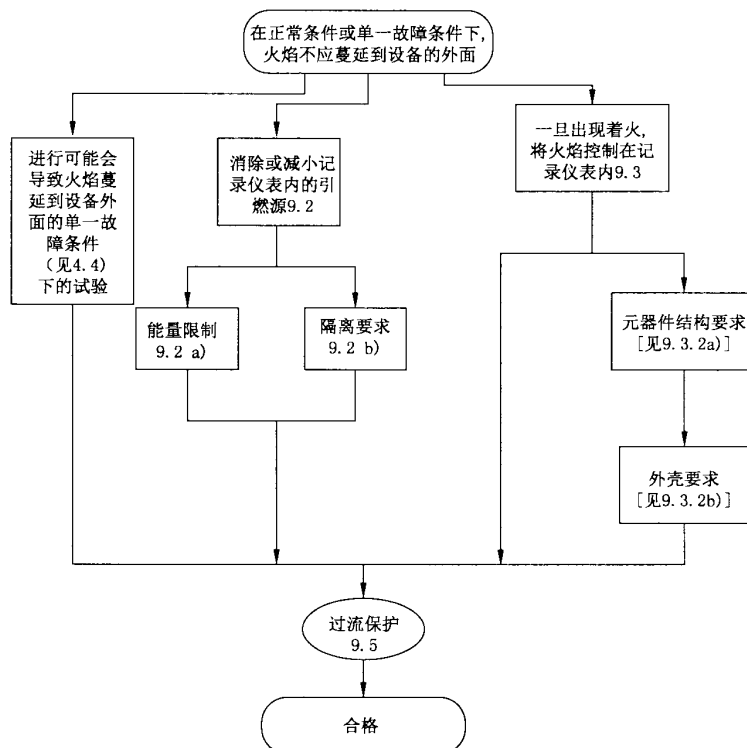 在正常条件或单一故障条件下,
火焰不应蔓延到设备的外面
进行可能会
导致火焰蔓
延到设备外
面的单一故
障条件
（见4.4）
下的试验
消除或减小记
录仪表内的引
燃源9.2
一旦出现着火,
将火焰控制在记
录仪表内9.3
能量限制
9.2 a)
隔离要求
9.2 b)
元器件结构要求
[见9.3.2a)]
外壳要求
[见9.3.2b)]
过流保护
9.5
合格